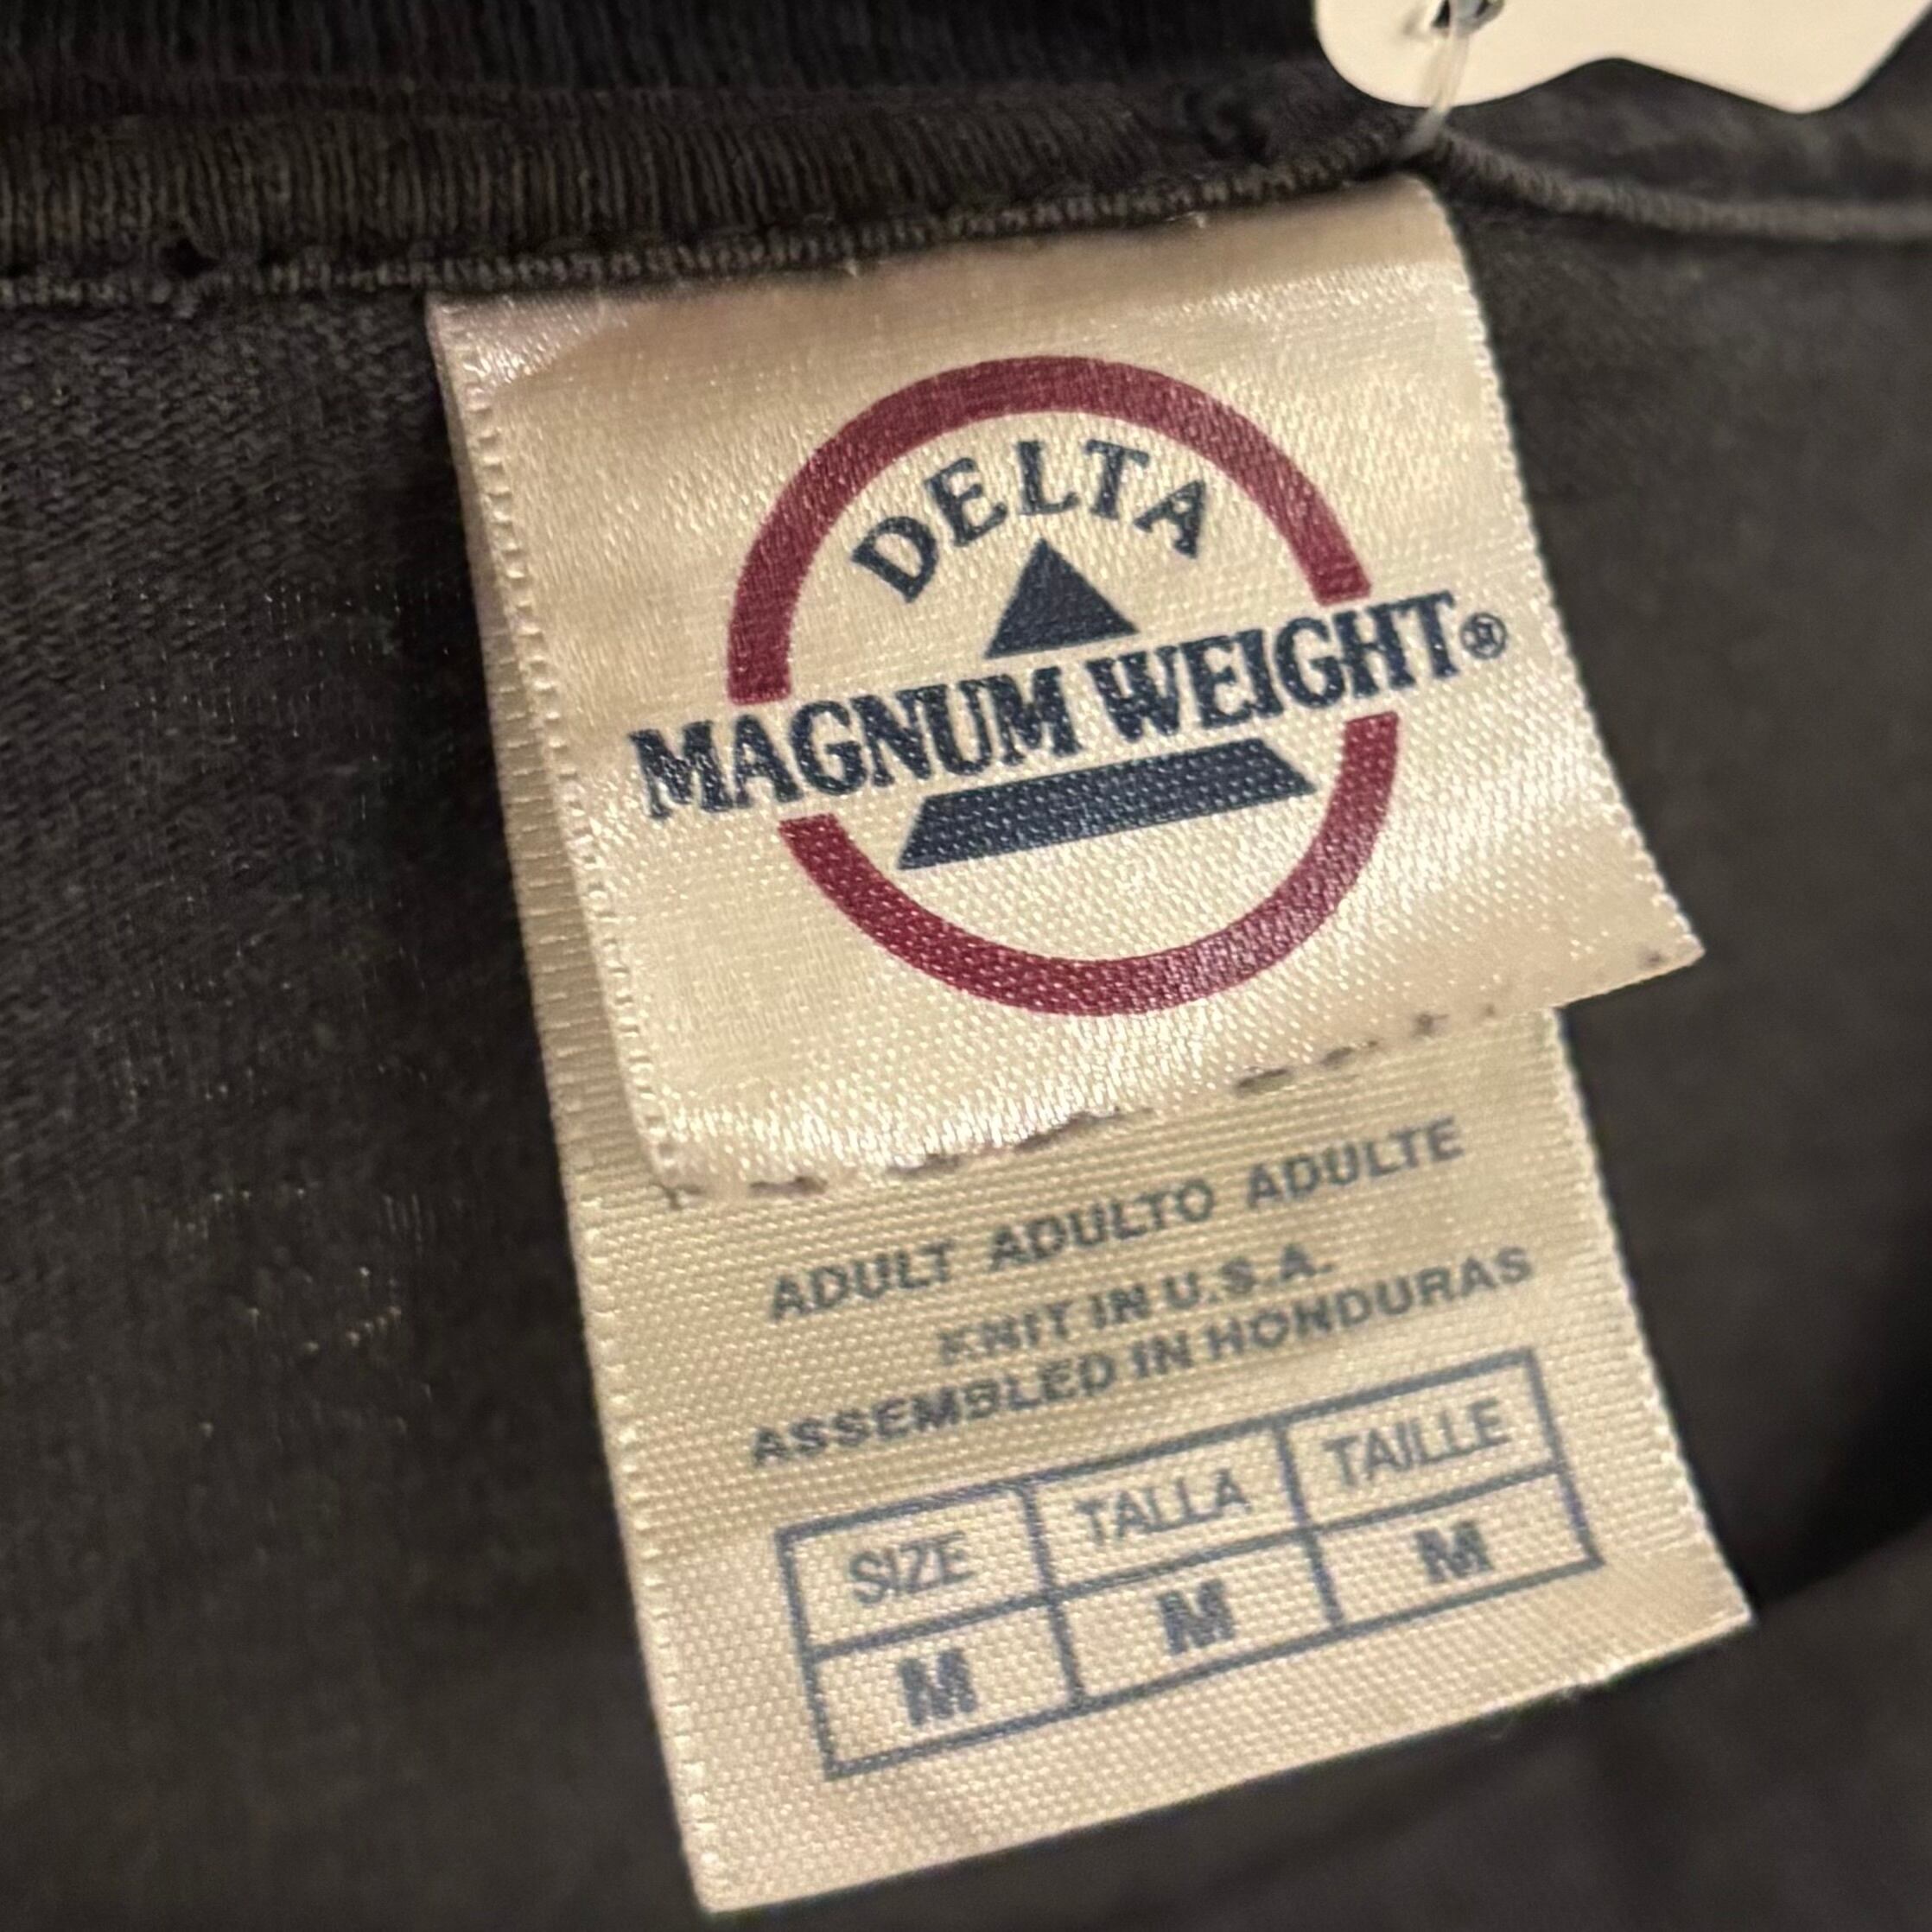 DELTA
MAGNUM WEIGHT®
ADULT ADULTO ADULTE
KNIT IN U.S.A.
ASSEMBLED IN HONDURAS
SIZE TALLA TAILLE
M M M